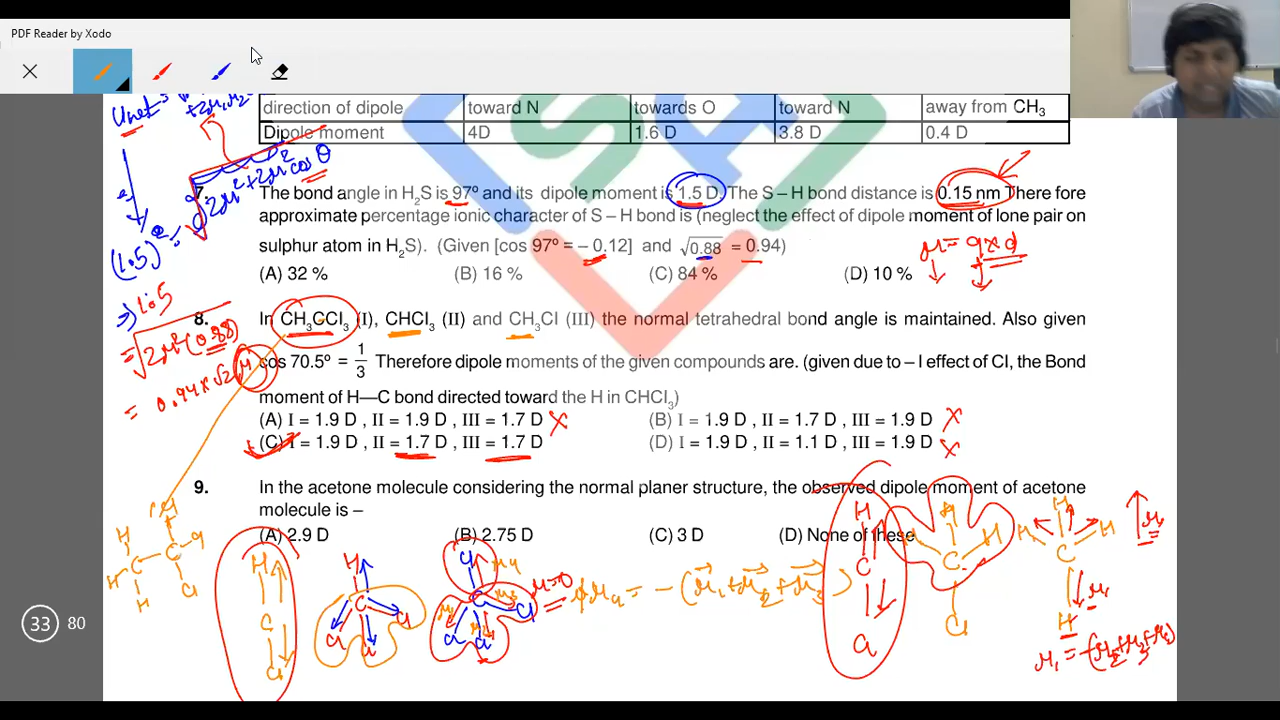 PDF Reader by Xodo
direction of dipole toward N towards O toward N away from CH₃
Dipole moment 4D 1.6 D 3.8 D 0.4 D
7. The bond angle in H₂S is 97º and its dipole moment is 1.5 D. The S – H bond distance is 0.15 nm There fore
approximate percentage ionic character of S – H bond is (neglect the effect of dipole moment of lone pair on
sulphur atom in H₂S). (Given [cos 97º = – 0.12] and √0.88 = 0.94)
(A) 32 % (B) 16 % (C) 84 % (D) 10 %
μ = q x d
8. In CH₃CCl₃ (I), CHCl₃ (II) and CH₃Cl (III) the normal tetrahedral bond angle is maintained. Also given
cos 70.5º = 1/3 Therefore dipole moments of the given compounds are. (given due to – I effect of Cl, the Bond
moment of H—C bond directed toward the H in CHCl₃)
(A) I = 1.9 D , II = 1.9 D , III = 1.7 D (B) I = 1.9 D , II = 1.7 D , III = 1.9 D
(C) I = 1.9 D , II = 1.7 D , III = 1.7 D (D) I = 1.9 D , II = 1.1 D , III = 1.9 D
9. In the acetone molecule considering the normal planer structure, the observed dipole moment of acetone
molecule is –
(A) 2.9 D (B) 2.75 D (C) 3 D (D) None of these
33 80
μ=0
μ₄ = -(μ₁+μ₂+μ₃)